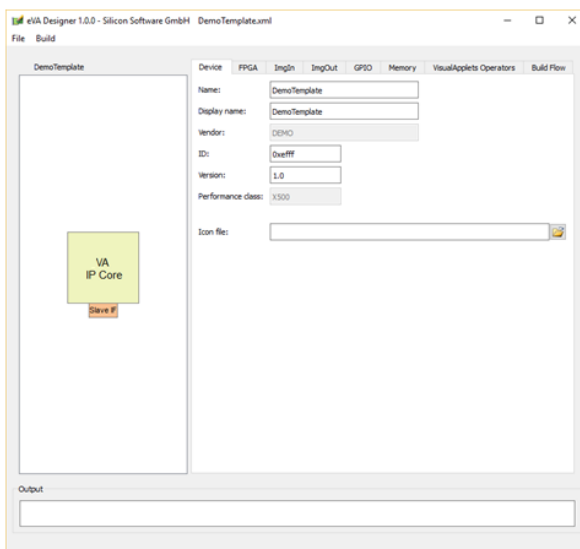 eVA Designer 1.0.0 - Silicon Software GmbH DemoTemplate.xml
File Build
DemoTemplate
Device FPGA ImgIn ImgOut GPIO Memory VisualApplets Operators Build Flow
Name: DemoTemplate
Display name: DemoTemplate
Vendor: DEMO
ID: 0xefff
Version: 1.0
Performance class: X500
Icon file:
VA
IP Core
Slave IF
Output